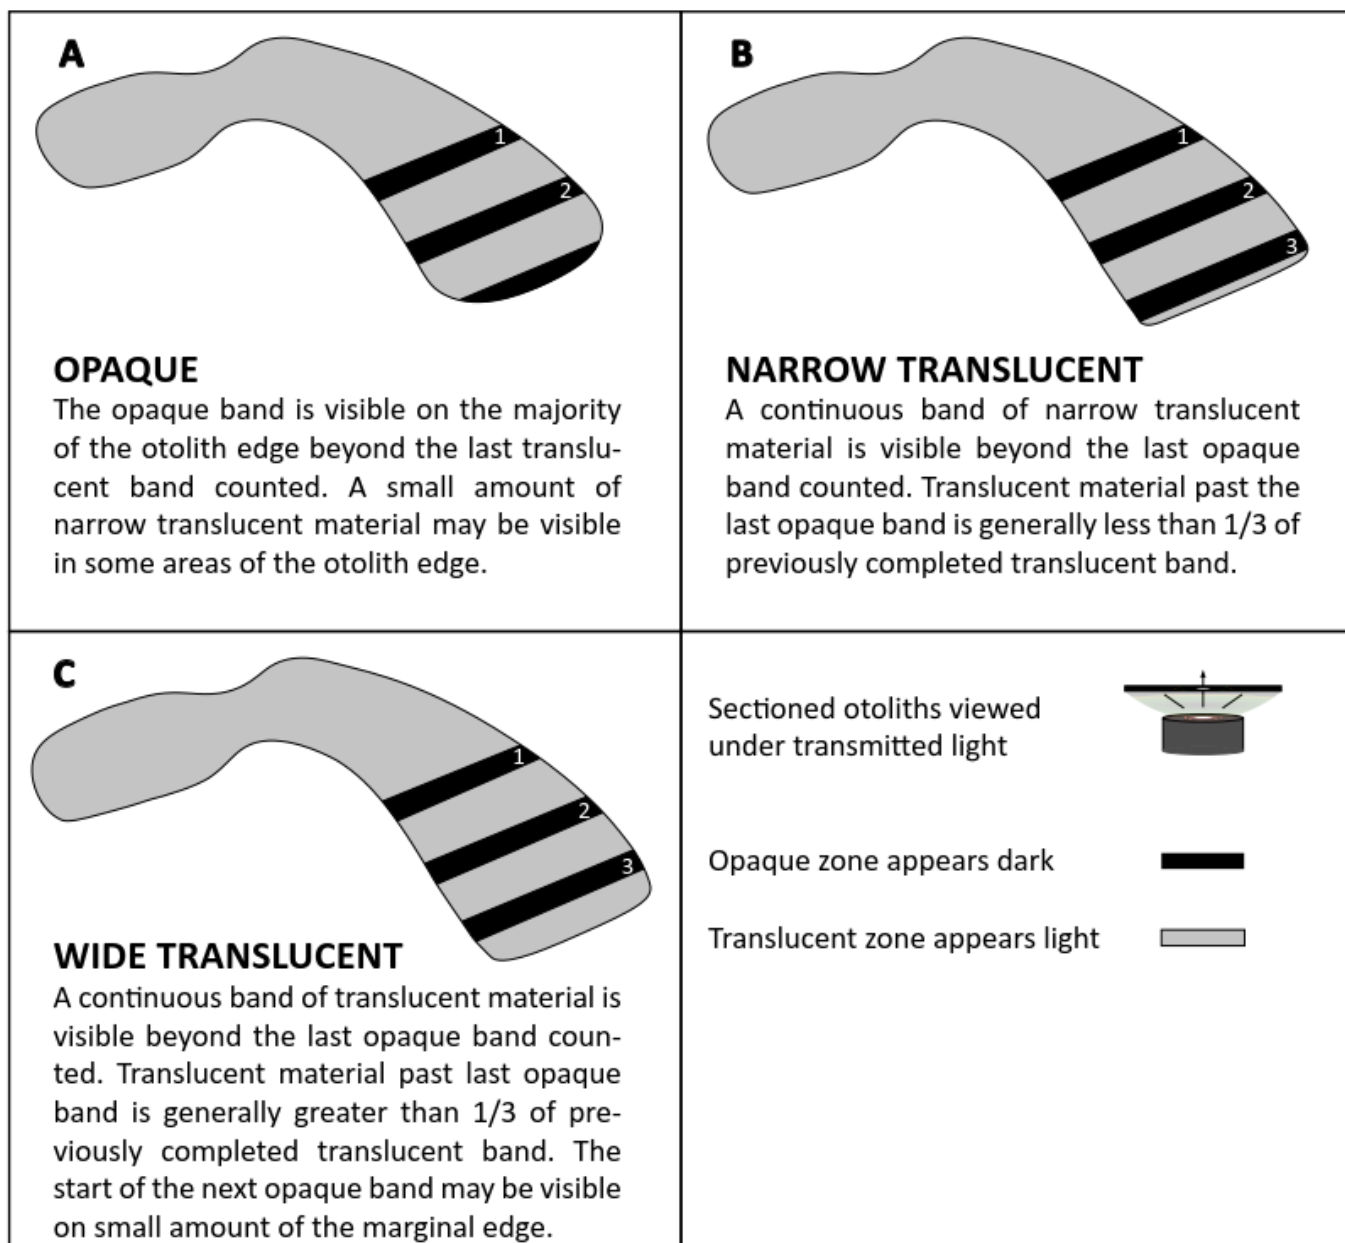 A
1
2
OPAQUE
The opaque band is visible on the majority
of the otolith edge beyond the last translu-
cent band counted. A small amount of
narrow translucent material may be visible
in some areas of the otolith edge.
B
1
2
3
NARROW TRANSLUCENT
A continuous band of narrow translucent
material is visible beyond the last opaque
band counted. Translucent material past the
last opaque band is generally less than 1/3 of
previously completed translucent band.
C
1
2
3
WIDE TRANSLUCENT
A continuous band of translucent material is
visible beyond the last opaque band coun-
ted. Translucent material past last opaque
band is generally greater than 1/3 of pre-
viously completed translucent band. The
start of the next opaque band may be visible
on small amount of the marginal edge.
Sectioned otoliths viewed
under transmitted light
Opaque zone appears dark
Translucent zone appears light